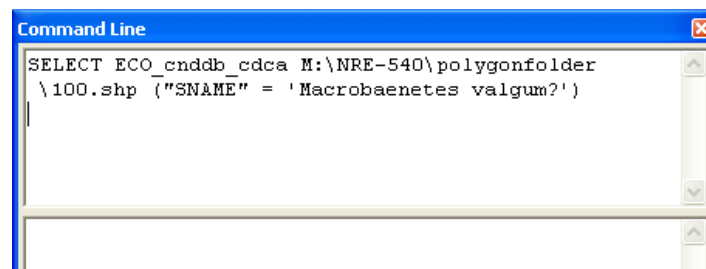 Command Line
SELECT ECO_cnddb_cdca M:\NRE-540\polygonfolder
\100.shp ("SNAME" = 'Macrobaenetes valgum?')